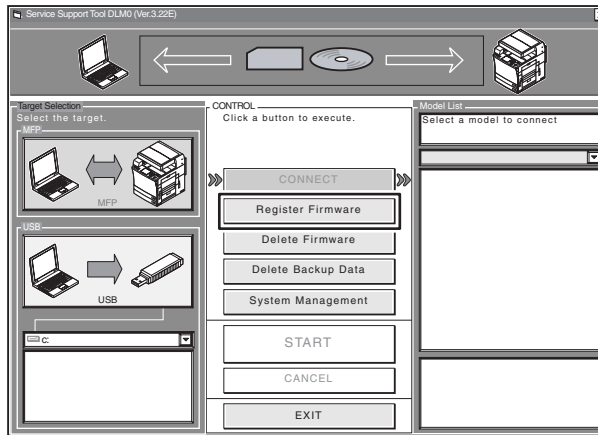 Service Support Tool DLM0 (Ver.3.22E)
Target Selection
Select the target.
MFP
MFP
USB
USB
C:
CONTROL
Click a button to execute.
CONNECT
Register Firmware
Delete Firmware
Delete Backup Data
System Management
START
CANCEL
EXIT
Model List
Select a model to connect